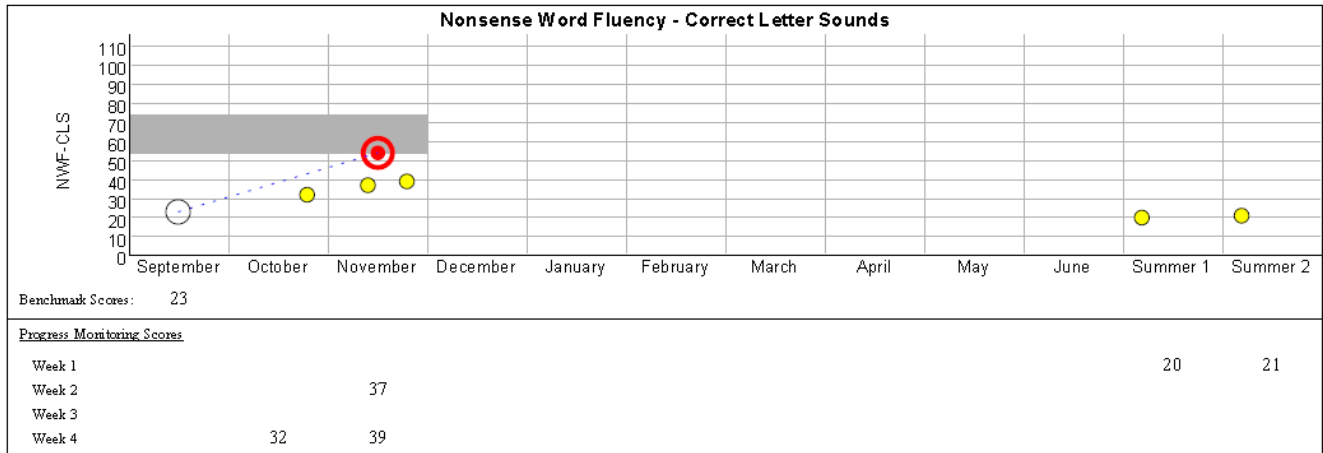 Nonsense Word Fluency - Correct Letter Sounds
NWF-CLS
110
100
90
80
70
60
50
40
30
20
10
0
September October November December January February March April May June Summer 1 Summer 2
Benchmark Scores: 23
Progress Monitoring Scores
Week 1 20 21
Week 2 37
Week 3
Week 4 32 39